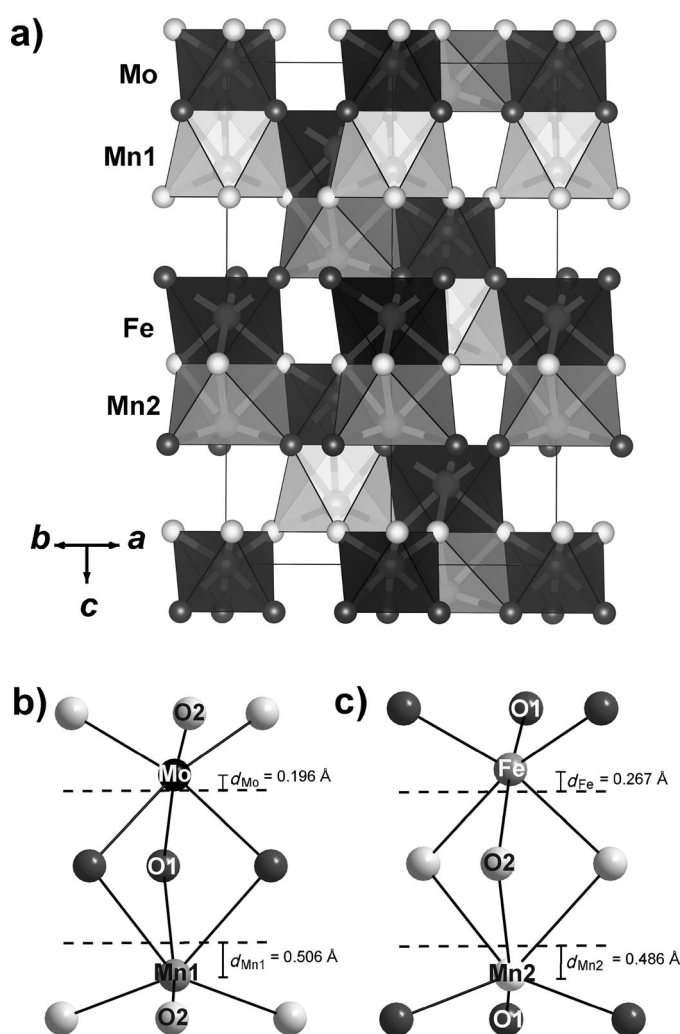 a)
Mo
Mn1
Fe
Mn2
b a
c
b) c)
O2 O1
Mo Fe
dMo = 0.196 Å dFe = 0.267 Å
O1 O2
dMn1 = 0.506 Å dMn2 = 0.486 Å
Mn1 Mn2
O2 O1